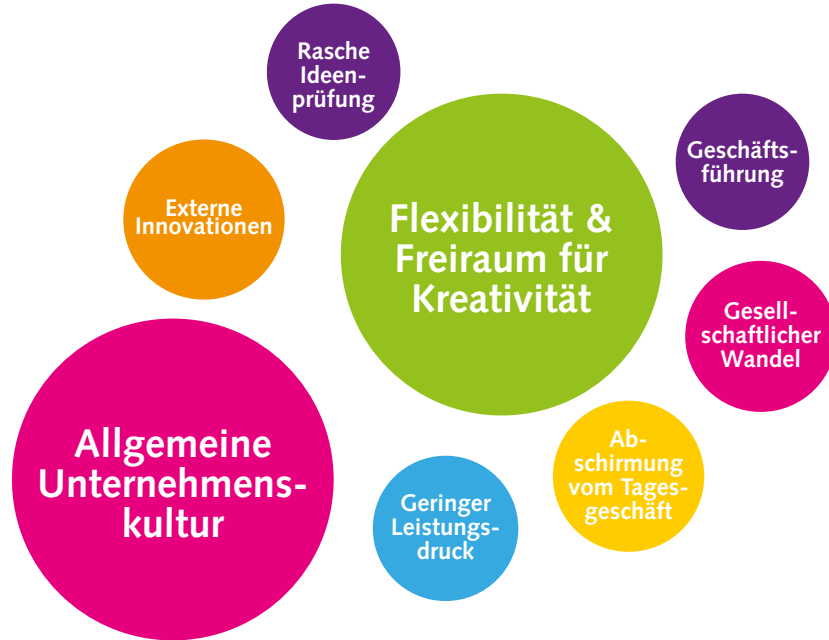 Rasche
Ideen-
prüfung
Geschäfts-
führung
Externe
Innovationen
Flexibilität &
Freiraum für
Kreativität
Gesell-
schaftlicher
Wandel
Allgemeine
Unternehmens-
kultur
Ab-
schirmung
vom Tages-
geschäft
Geringer
Leistungs-
druck